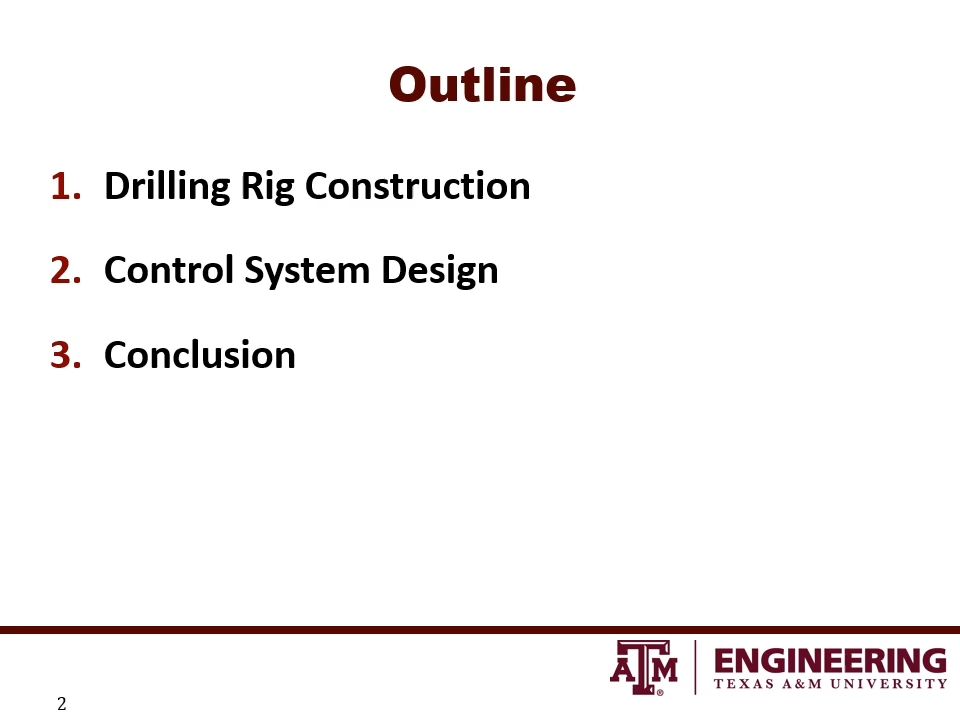 Outline
1. Drilling Rig Construction
2. Control System Design
3. Conclusion
ATM®
ENGINEERING
TEXAS A&M UNIVERSITY
2